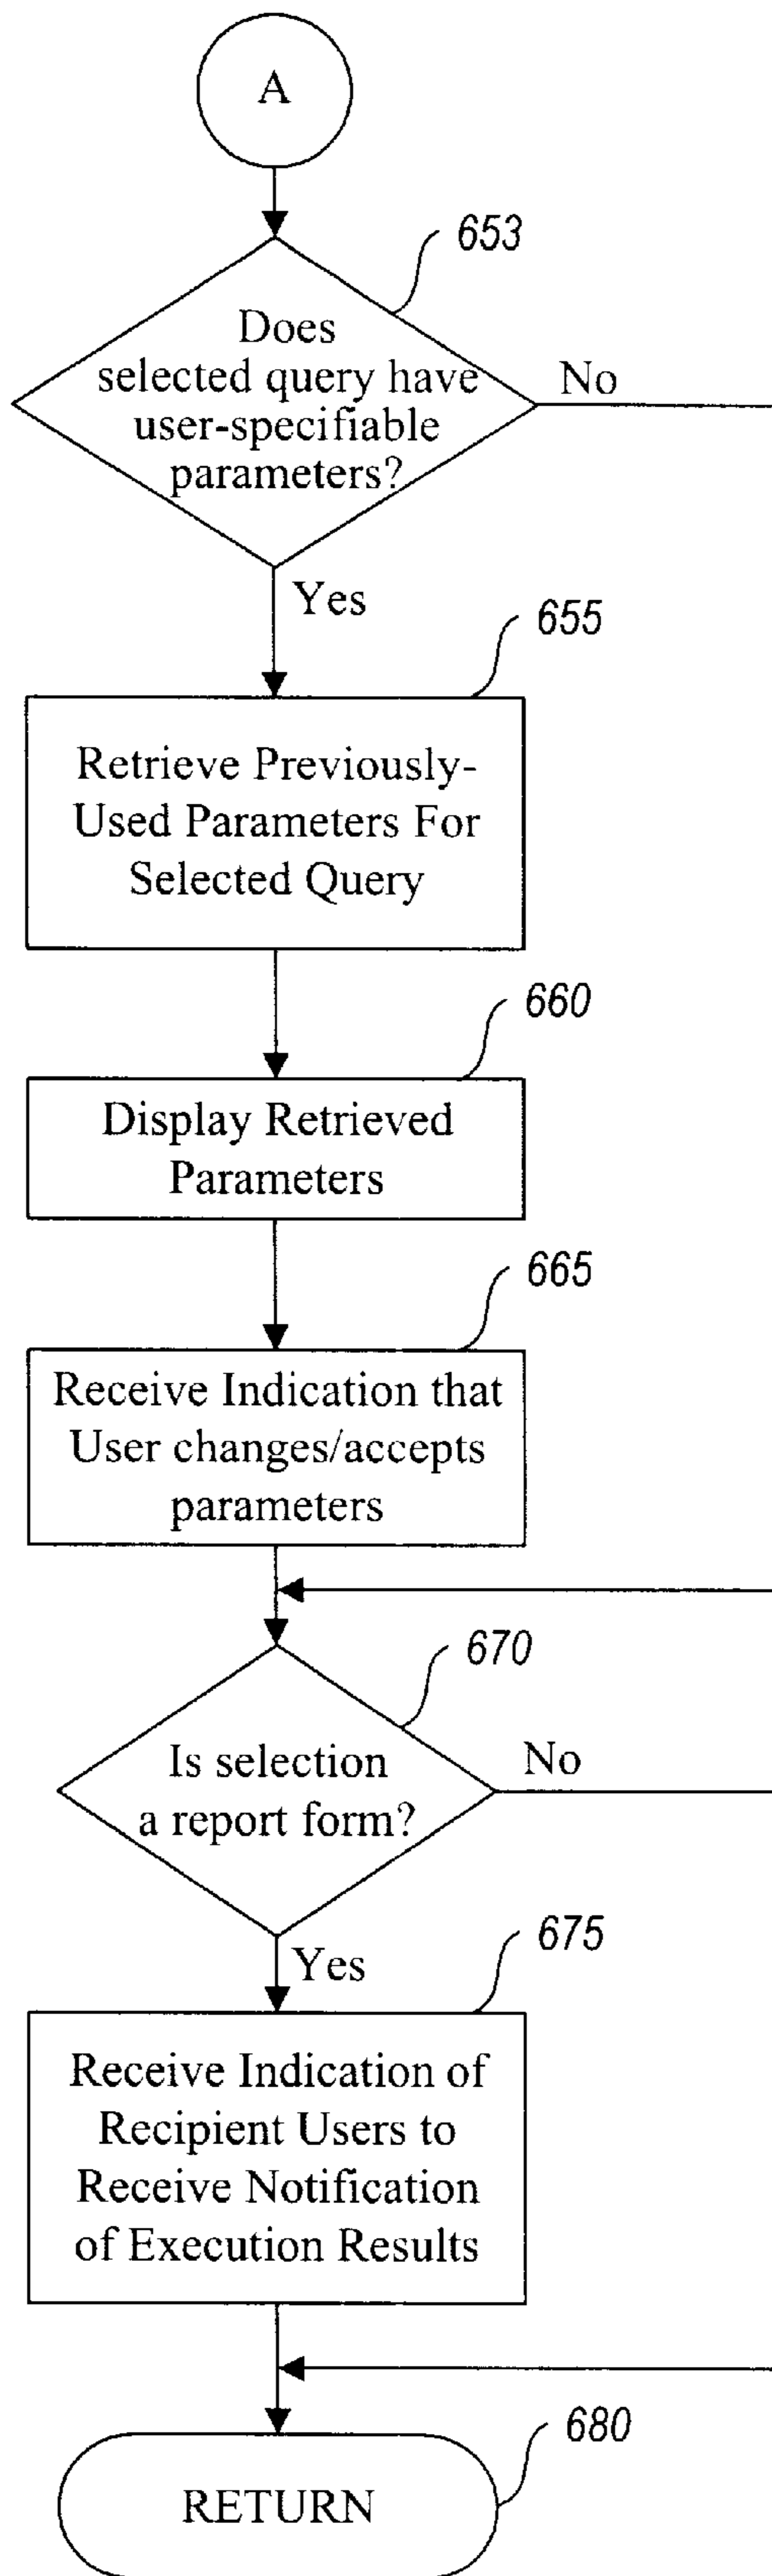 A
653
Does
selected query have
user-specifiable
parameters?
No
Yes
655
Retrieve Previously-
Used Parameters For
Selected Query
660
Display Retrieved
Parameters
665
Receive Indication that
User changes/accepts
parameters
670
Is selection
a report form?
No
Yes
675
Receive Indication of
Recipient Users to
Receive Notification
of Execution Results
680
RETURN